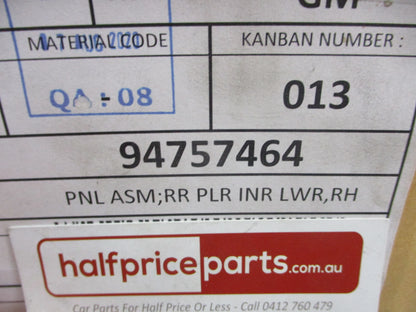 GM
MATERIAL CODE
KANBAN NUMBER :
2020
QA - 08
013
94757464
PNL ASM;RR PLR INR LWR,RH
halfpriceparts.com.au
Car Parts For Half Price Or Less - Call 0412 760 479